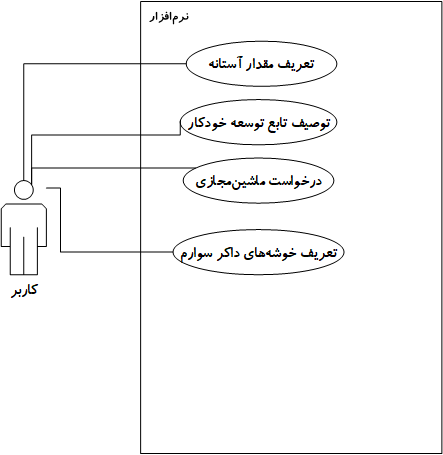 نرم‌افزار
تعریف مقدار آستانه
توصیف تابع توسعه خودکار
درخواست ماشین‌مجازی
تعریف خوشه‌های داکر سوارم
کاربر